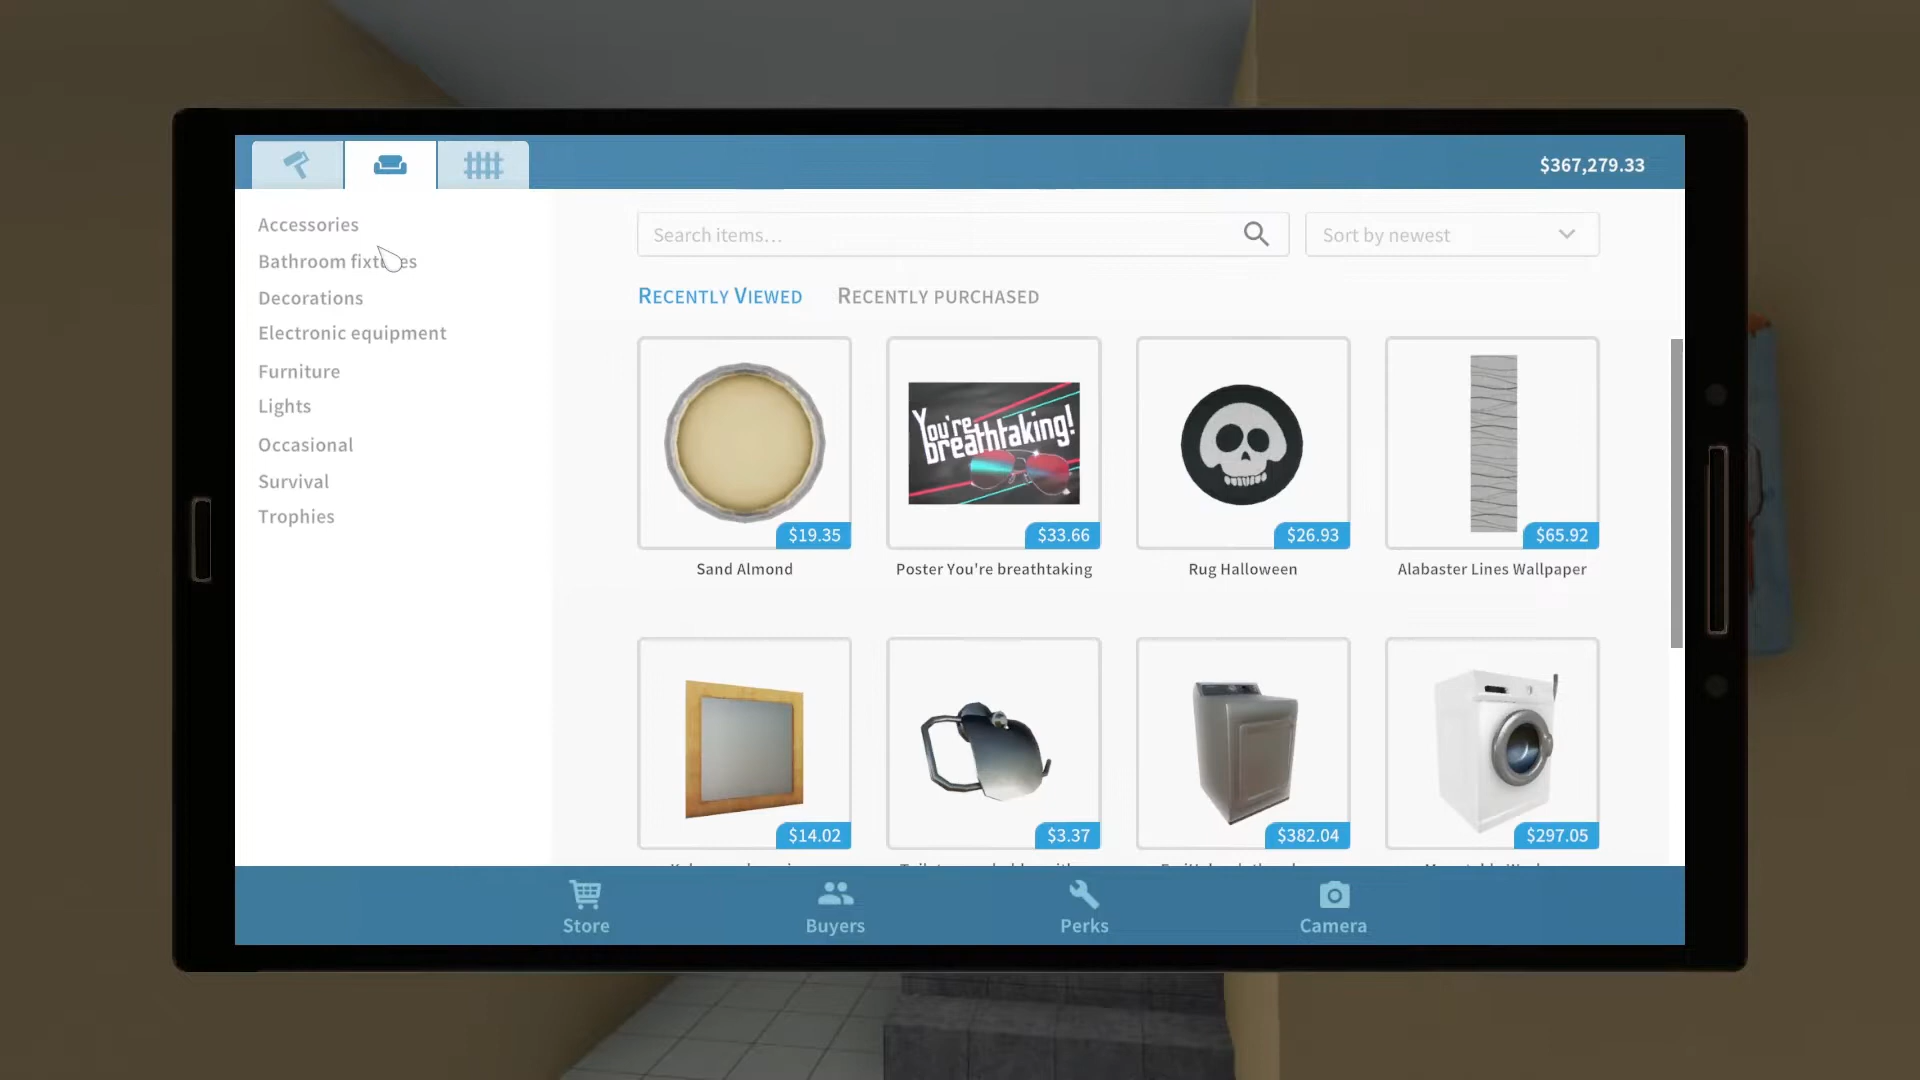 $367,279.33
Accessories
Bathroom fixtures
Decorations
Electronic equipment
Furniture
Lights
Occasional
Survival
Trophies
Search items...
Sort by newest
RECENTLY VIEWED
RECENTLY PURCHASED
You're
breathtaking!
$19.35
$33.66
$26.93
$65.92
Sand Almond
Poster You're breathtaking
Rug Halloween
Alabaster Lines Wallpaper
$14.02
$3.37
$382.04
$297.05
Store
Buyers
Perks
Camera